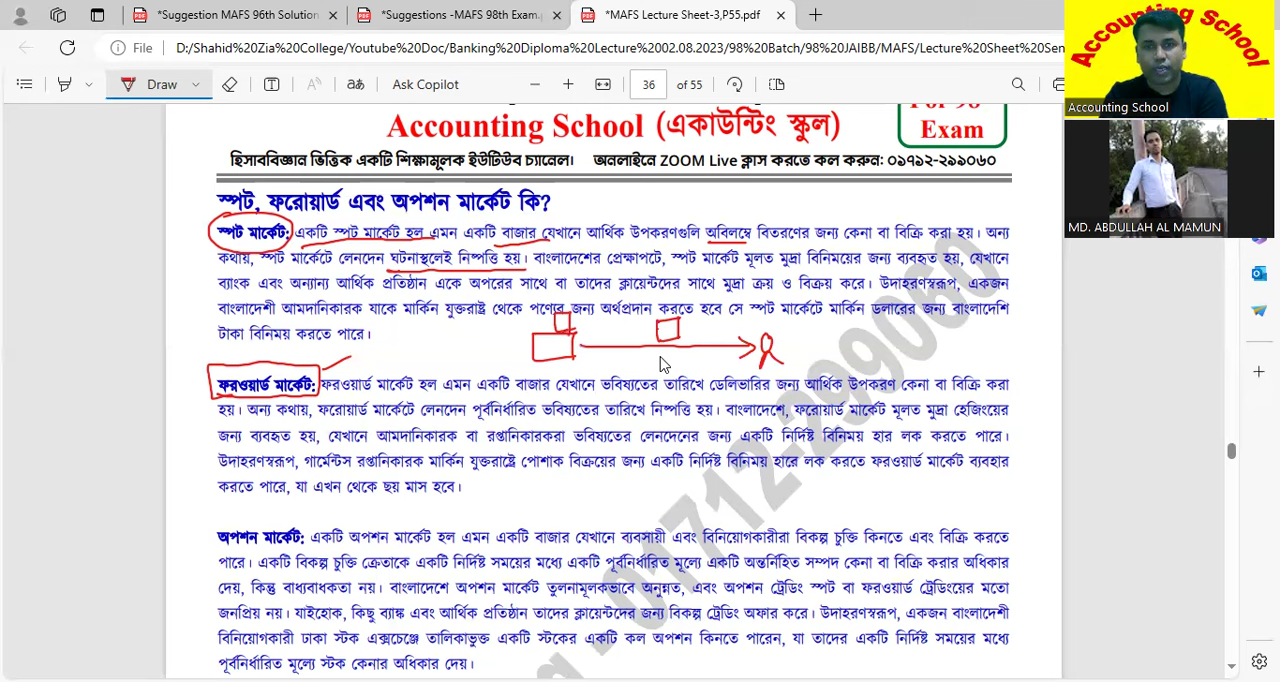 *Suggestion MAFS 96th Solution
*Suggestions -MAFS 98th Exam.p
*MAFS Lecture Sheet-3,P55.pdf
File
D:/Shahid%20Zia%20College/Youtube%20Doc/Banking%20Diploma%20Lecture%2002.08.2023/98%20Batch/98%20JAIBB/MAFS/Lecture%20Sheet%20Sen
Draw
Ask Copilot
36
of 55
Accounting School
Accounting School
MD. ABDULLAH AL MAMUN
Accounting School (একাউন্টিং স্কুল)
Exam
হিসাববিজ্ঞান ভিত্তিক একটি শিক্ষামূলক ইউটিউব চ্যানেল। অনলাইনে ZOOM Live ক্লাস করতে কল করুন: ০১৭১২-২৯৯০৬০
স্পট, ফরোয়ার্ড এবং অপশন মার্কেট কি?
স্পট মার্কেট: একটি স্পট মার্কেট হল এমন একটি বাজার যেখানে আর্থিক উপকরণগুলি অবিলম্বে বিতরণের জন্য কেনা বা বিক্রি করা হয়। অন্য
কথায়, স্পট মার্কেটে লেনদেন ঘটনাস্থলেই নিষ্পত্তি হয়। বাংলাদেশের প্রেক্ষাপটে, স্পট মার্কেট মূলত মুদ্রা বিনিময়ের জন্য ব্যবহৃত হয়, যেখানে
ব্যাংক এবং অন্যান্য আর্থিক প্রতিষ্ঠান একে অপরের সাথে বা তাদের ক্লায়েন্টদের সাথে মুদ্রা ক্রয় ও বিক্রয় করে। উদাহরণস্বরূপ, একজন
বাংলাদেশী আমদানিকারক যাকে মার্কিন যুক্তরাষ্ট্র থেকে পণ্যের জন্য অর্থপ্রদান করতে হবে সে স্পট মার্কেটে মার্কিন ডলারের জন্য বাংলাদেশি
টাকা বিনিময় করতে পারে।
ফরওয়ার্ড মার্কেট: ফরওয়ার্ড মার্কেট হল এমন একটি বাজার যেখানে ভবিষ্যতের তারিখে ডেলিভারির জন্য আর্থিক উপকরণ কেনা বা বিক্রি করা
হয়। অন্য কথায়, ফরোয়ার্ড মার্কেটে লেনদেন পূর্বনির্ধারিত ভবিষ্যতের তারিখে নিষ্পত্তি হয়। বাংলাদেশে, ফরোয়ার্ড মার্কেট মূলত মুদ্রা হেজিংয়ের
জন্য ব্যবহৃত হয়, যেখানে আমদানিকারক বা রপ্তানিকারকরা ভবিষ্যতের লেনদেনের জন্য একটি নির্দিষ্ট বিনিময় হার লক করতে পারে।
উদাহরণস্বরূপ, গার্মেন্টস রপ্তানিকারক মার্কিন যুক্তরাষ্ট্রে পোশাক বিক্রয়ের জন্য একটি নির্দিষ্ট বিনিময় হারে লক করতে ফরওয়ার্ড মার্কেট ব্যবহার
করতে পারে, যা এখন থেকে ছয় মাস হবে।
অপশন মার্কেট: একটি অপশন মার্কেট হল এমন একটি বাজার যেখানে ব্যবসায়ী এবং বিনিয়োগকারীরা বিকল্প চুক্তি কিনতে এবং বিক্রি করতে
পারে। একটি বিকল্প চুক্তি ক্রেতাকে একটি নির্দিষ্ট সময়ের মধ্যে একটি পূর্বনির্ধারিত মূল্যে একটি অন্তর্নিহিত সম্পদ কেনা বা বিক্রি করার অধিকার
দেয়, কিন্তু বাধ্যবাধকতা নয়। বাংলাদেশে অপশন মার্কেট তুলনামূলকভাবে অনুন্নত, এবং অপশন ট্রেডিং স্পট বা ফরওয়ার্ড ট্রেডিংয়ের মতো
জনপ্রিয় নয়। যাইহোক, কিছু ব্যাঙ্ক এবং আর্থিক প্রতিষ্ঠান তাদের ক্লায়েন্টদের জন্য বিকল্প ট্রেডিং অফার করে। উদাহরণস্বরূপ, একজন বাংলাদেশী
বিনিয়োগকারী ঢাকা স্টক এক্সচেঞ্জে তালিকাভুক্ত একটি স্টকের একটি কল অপশন কিনতে পারেন, যা তাদের একটি নির্দিষ্ট সময়ের মধ্যে
পূর্বনির্ধারিত মূল্যে স্টক কেনার অধিকার দেয়।
01712-299060